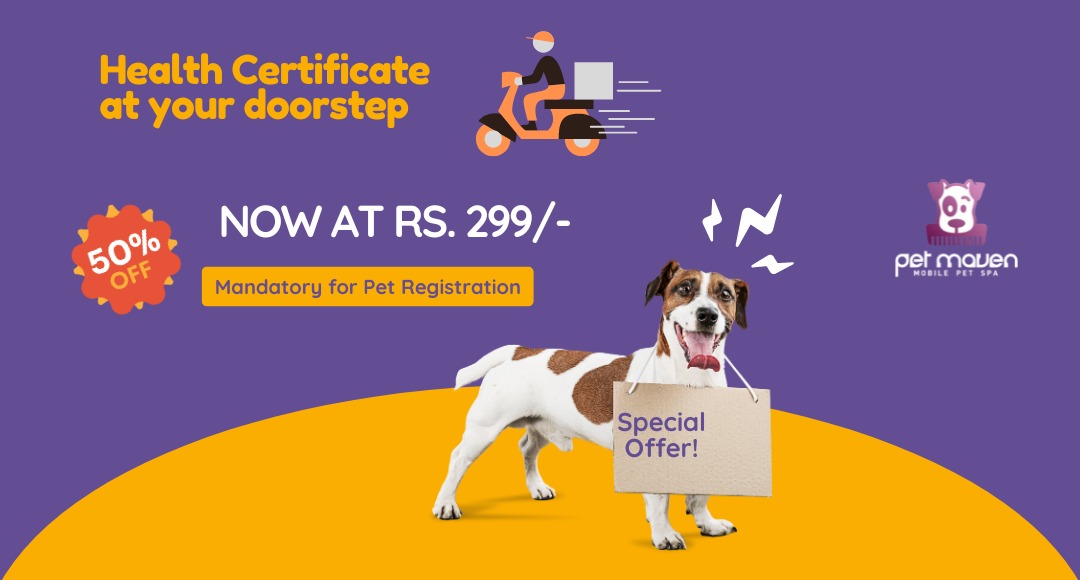 Health Certificate
at your doorstep
50%
OFF
NOW AT RS. 299/-
Mandatory for Pet Registration
pet maven
MOBILE PET SPA
Special
Offer!